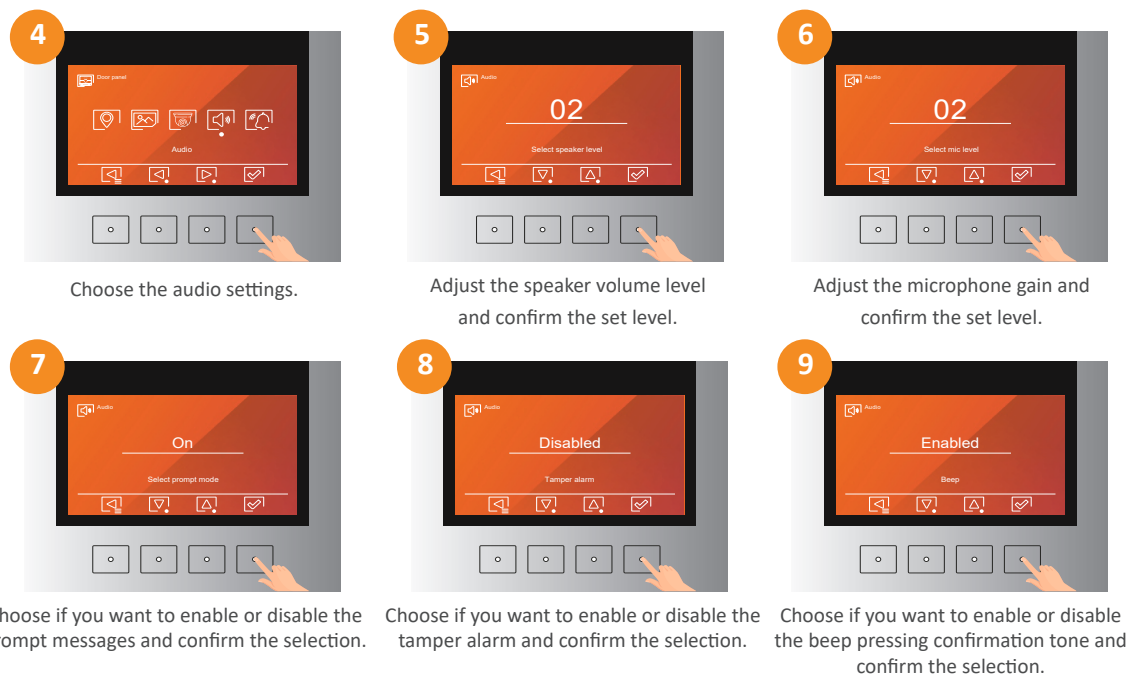 4
Door panel
Audio
Choose the audio settings.
5
Audio
02
Select speaker level
Adjust the speaker volume level
and confirm the set level.
6
Audio
02
Select mic level
Adjust the microphone gain and
confirm the set level.
7
Audio
On
Select prompt mode
hoose if you want to enable or disable the
rompt messages and confirm the selection.
8
Audio
Disabled
Tamper alarm
Choose if you want to enable or disable the
tamper alarm and confirm the selection.
9
Audio
Enabled
Beep
Choose if you want to enable or disable
the beep pressing confirmation tone and
confirm the selection.